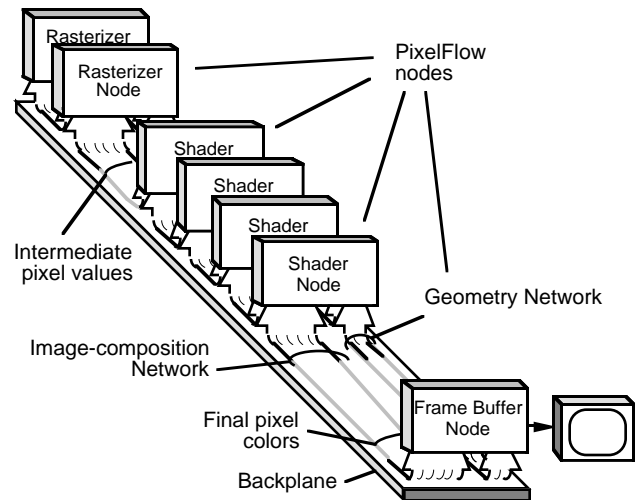 Rasterizer
Rasterizer
Node
PixelFlow
nodes
Shader
Shader
Shader
Shader
Node
Intermediate
pixel values
Geometry Network
Image-composition
Network
Final pixel
colors
Frame Buffer
Node
Backplane